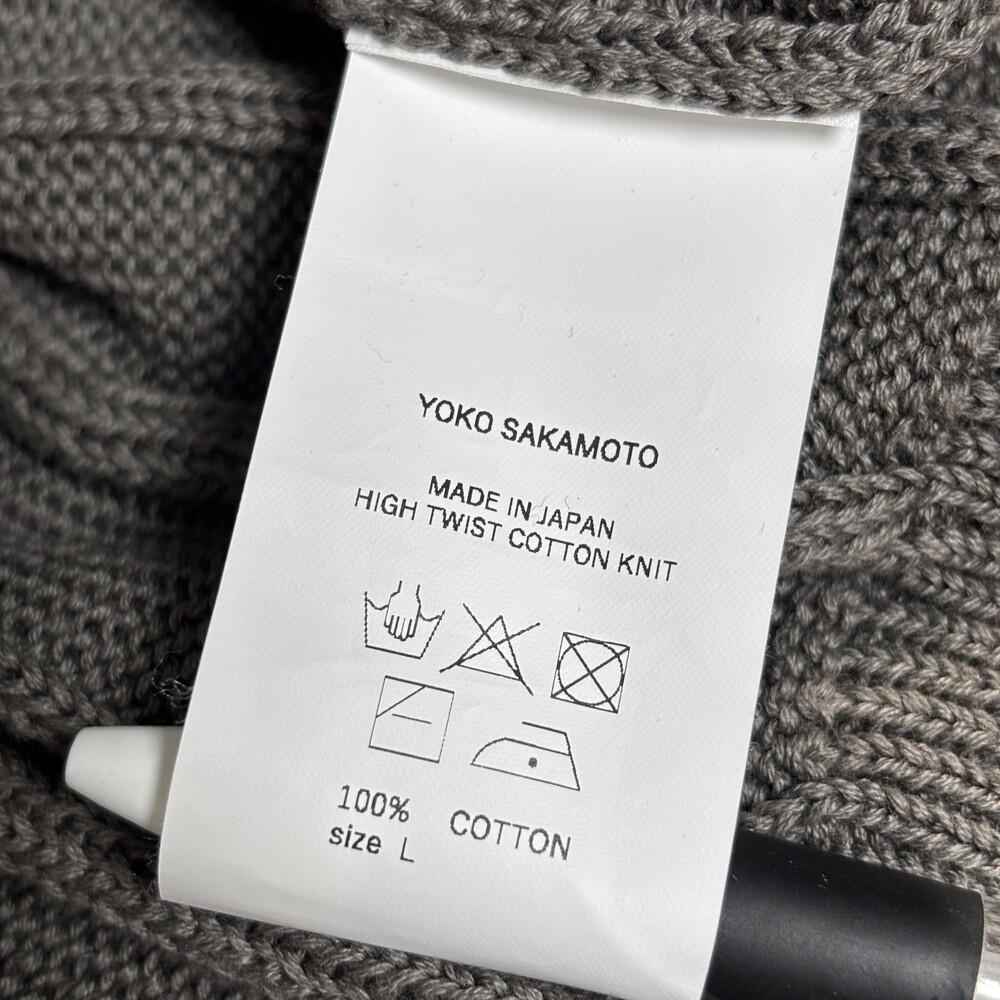 YOKO SAKAMOTO
MADE IN JAPAN
HIGH TWIST COTTON KNIT
100% COTTON
size L